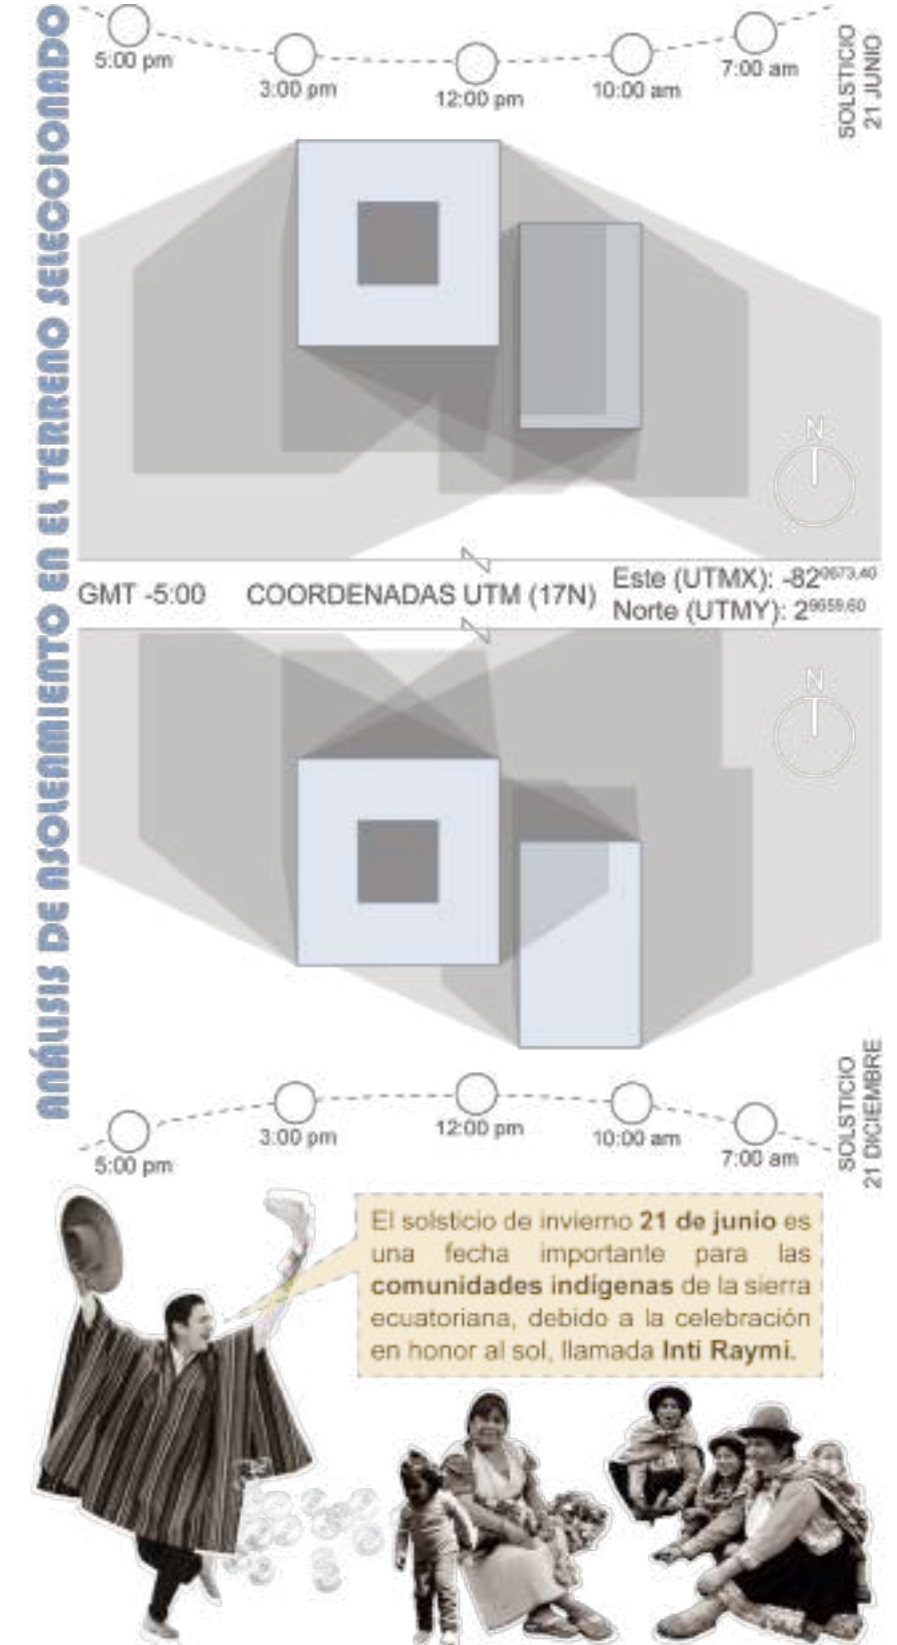 ANÁLISIS DE ASOLEAMIENTO EN EL TERRENO SELECCIONADO
5:00 pm
3:00 pm
12:00 pm
10:00 am
7:00 am
SOLSTICIO
21 JUNIO
N
GMT -5:00
COORDENADAS UTM (17N)
Este (UTMX): -82⁰⁶⁷³,⁴⁰
Norte (UTMY): 2⁹⁶⁵⁹,⁶⁰
N
5:00 pm
3:00 pm
12:00 pm
10:00 am
7:00 am
SOLSTICIO
21 DICIEMBRE
El solsticio de invierno 21 de junio es
una fecha importante para las
comunidades indígenas de la sierra
ecuatoriana, debido a la celebración
en honor al sol, llamada Inti Raymi.